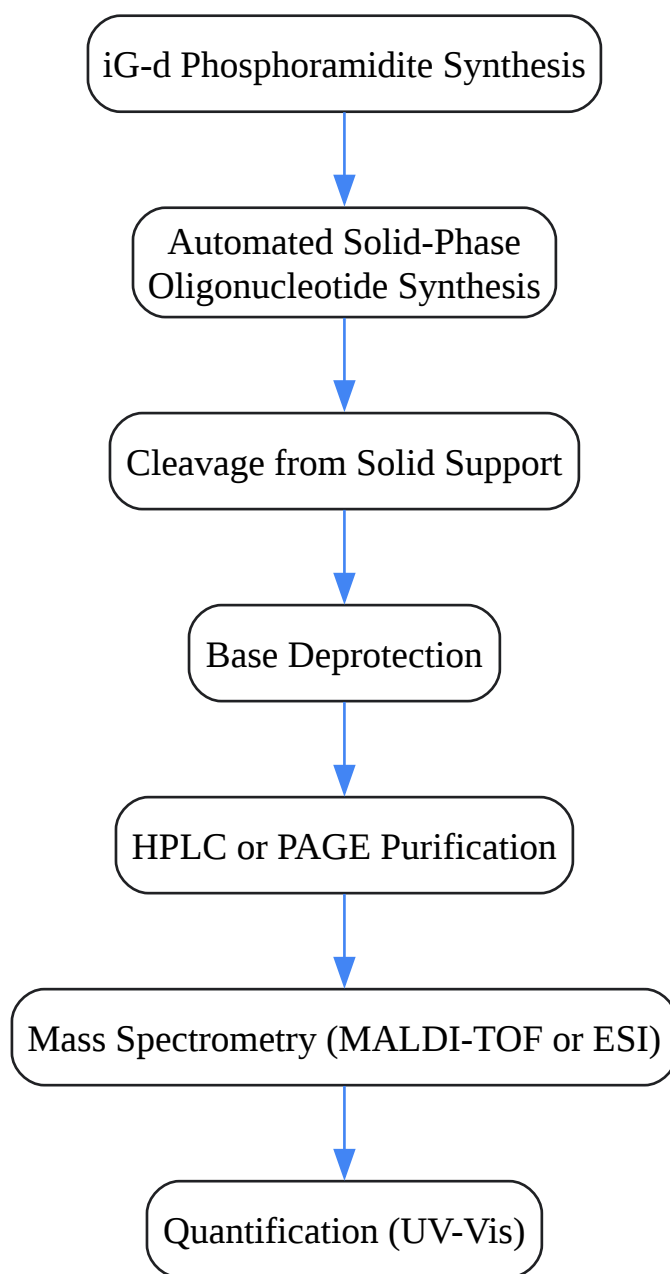 iG-d Phosphoramidite Synthesis
Automated Solid-Phase
Oligonucleotide Synthesis
Cleavage from Solid Support
Base Deprotection
HPLC or PAGE Purification
Mass Spectrometry (MALDI-TOF or ESI)
Quantification (UV-Vis)